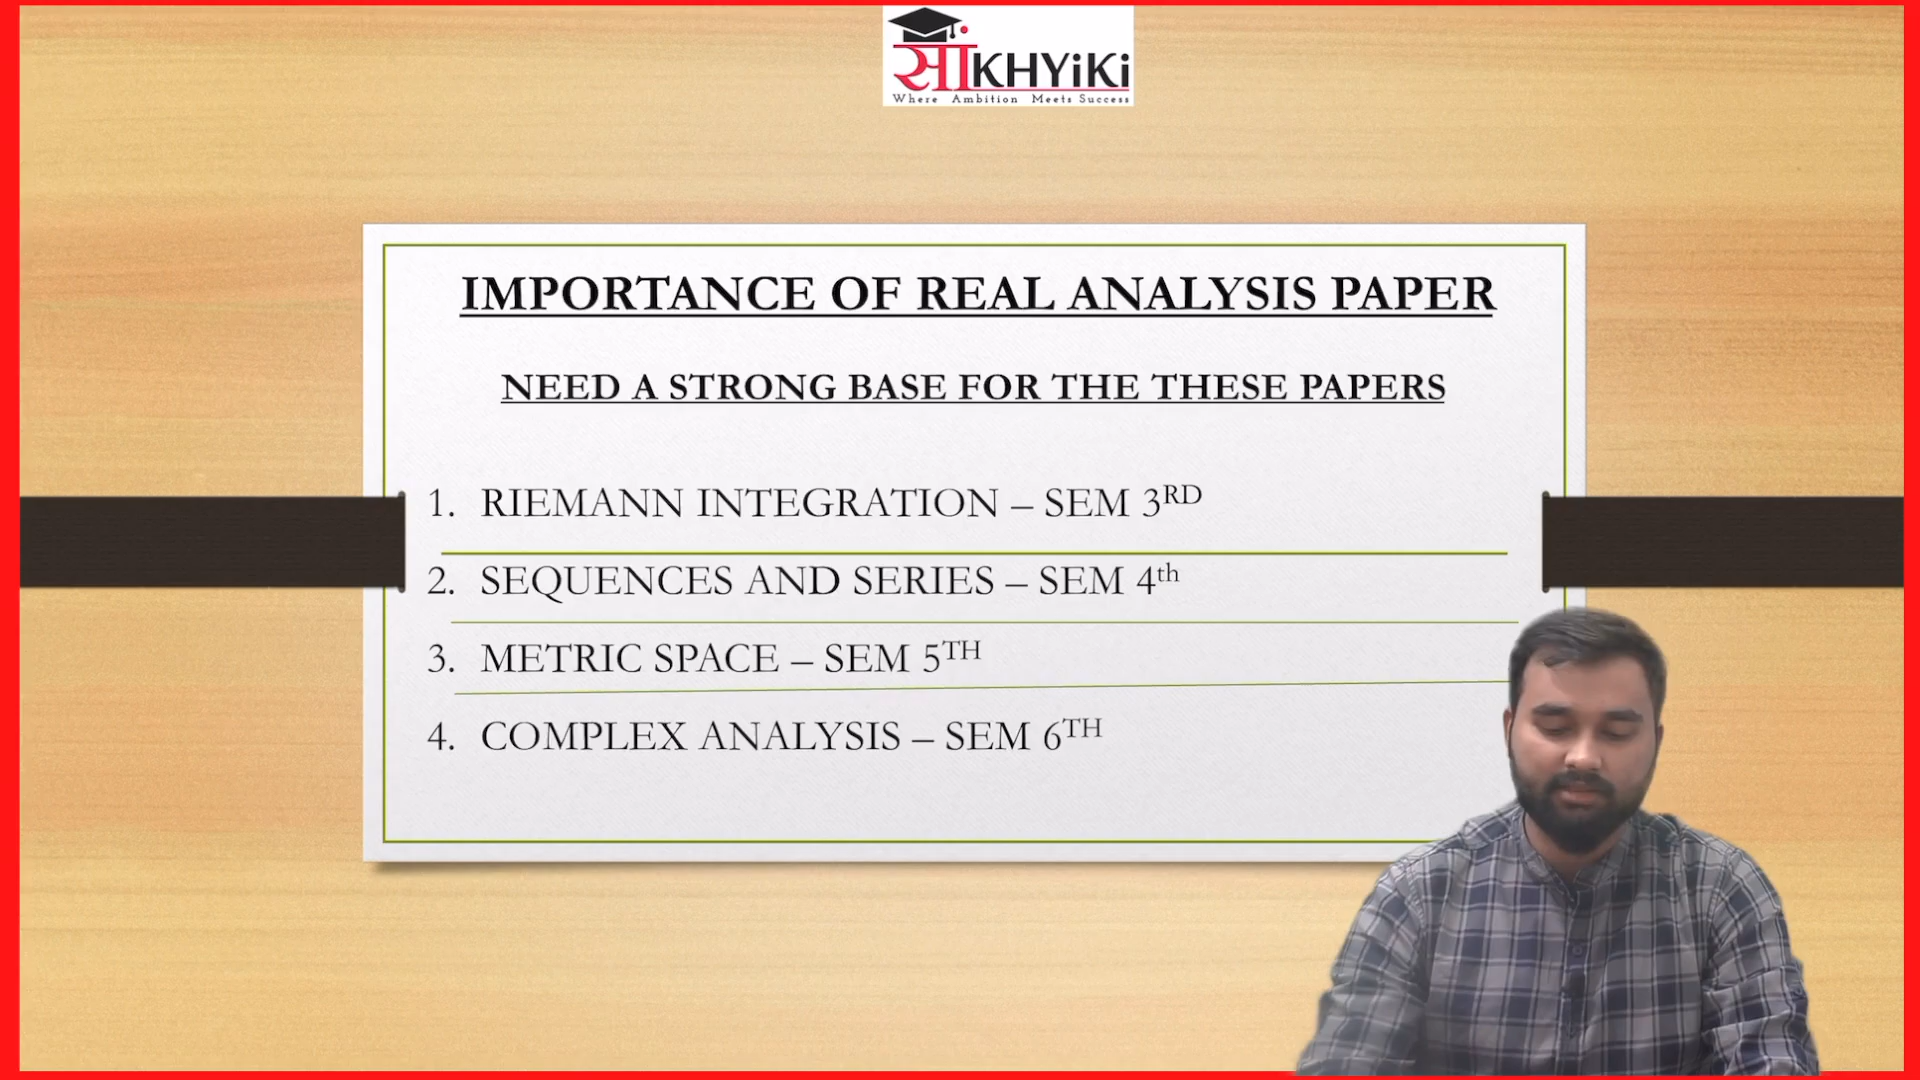 सांKHYiKi
Where Ambition Meets Success
IMPORTANCE OF REAL ANALYSIS PAPER
NEED A STRONG BASE FOR THE THESE PAPERS
1. RIEMANN INTEGRATION – SEM 3RD
2. SEQUENCES AND SERIES – SEM 4th
3. METRIC SPACE – SEM 5TH
4. COMPLEX ANALYSIS – SEM 6TH